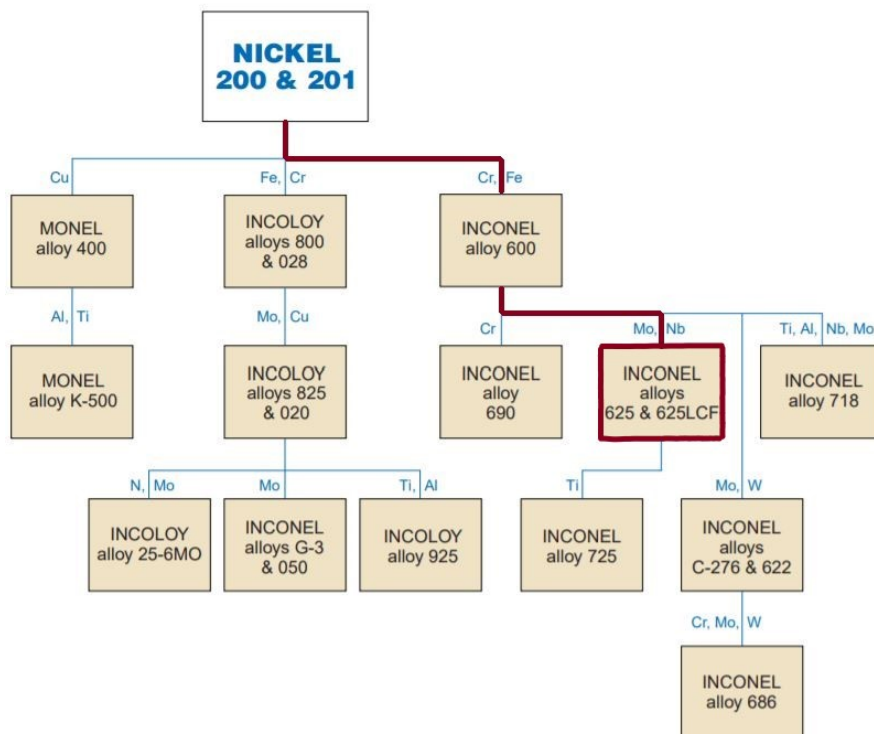 NICKEL
200 & 201
Cu
Fe, Cr
Cr, Fe
MONEL
alloy 400
INCOLOY
alloys 800
& 028
INCONEL
alloy 600
Al, Ti
Mo, Cu
Cr
Mo, Nb
Ti, Al, Nb, Mo
MONEL
alloy K-500
INCOLOY
alloys 825
& 020
INCONEL
alloy
690
INCONEL
alloys
625 & 625LCF
INCONEL
alloy 718
N, Mo
Mo
Ti, Al
Ti
Mo, W
INCOLOY
alloy 25-6MO
INCONEL
alloys G-3
& 050
INCOLOY
alloy 925
INCONEL
alloy 725
INCONEL
alloys
C-276 & 622
Cr, Mo, W
INCONEL
alloy 686